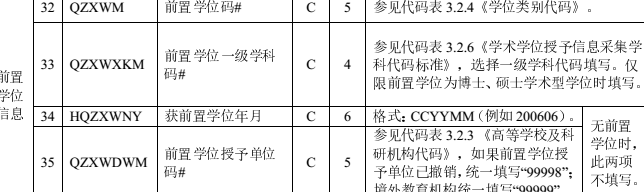 32 QZXWM 前置学位码# C 5 参见代码表 3.2.4《学位类别代码》。
前置
学位
信息
33 QZXWXKM 前置学位一级学科
码# C 4 参见代码表 3.2.6《学术学位授予信息采集学
科代码标准》，选择一级学科代码填写。仅
限前置学位为博士、硕士学术型学位时填写。
34 HQZXWNY 获前置学位年月 C 6 格式：CCYYMM（例如 200606）。
35 QZXWDWM 前置学位授予单位
码# C 5 参见代码表 3.2.3 《高等学校及科
研机构代码》，如果前置学位授
予单位已撤销，统一填写“99998”；
境外教育机构统一填写“99999”
无前置
学位时，
此两项
不填写。